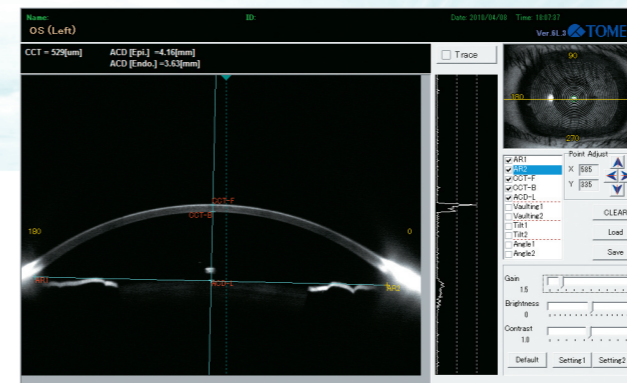 Name: ID: Date: 2016/04/08 Time: 18:07:37
OS (Left)
Ver.6L.3 TOME
CCT = 529[um] ACD [Epi.] =4.16[mm]
ACD [Endo.] =3.63[mm]
Trace
90
180
270
CCT-F
CCT-B
180
0
AR1
ACD-L
AR2
AR1
AR2
CCT-F
CCT-B
ACD-L
Vaulting1
Vaulting2
Tilt1
Tilt2
Angle1
Angle2
Point Adjust
X 585
Y 335
CLEAR
Load
Save
Gain
1.5
Brightness
0
Contrast
1.0
Default Setting1 Setting2